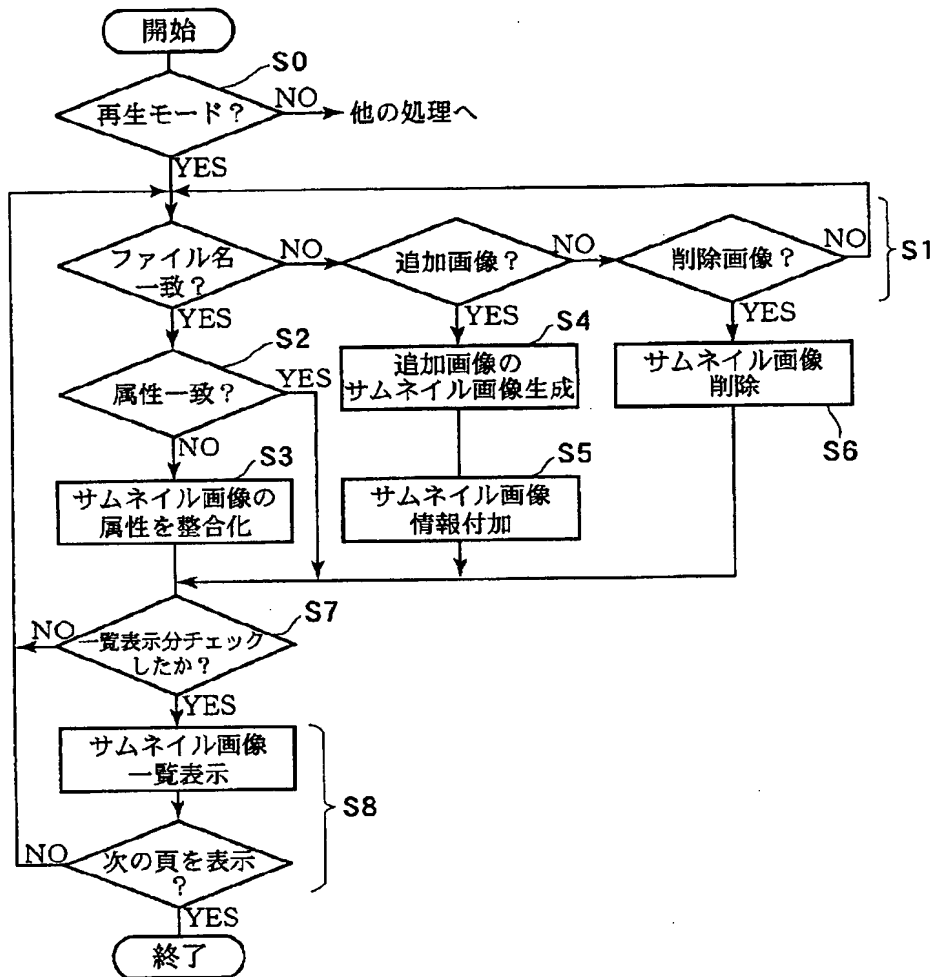 開始
S0
再生モード?
NO
他の処理へ
YES
ファイル名
一致?
NO
追加画像?
NO
削除画像?
NO
S1
YES
YES
YES
S2
属性一致?
YES
NO
S4
追加画像の
サムネイル画像生成
サムネイル画像
削除
S6
S3
サムネイル画像の
属性を整合化
S5
サムネイル画像
情報付加
S7
NO
一覧表示分チェック
したか?
YES
サムネイル画像
一覧表示
S8
NO
次の頁を表示
?
YES
終了